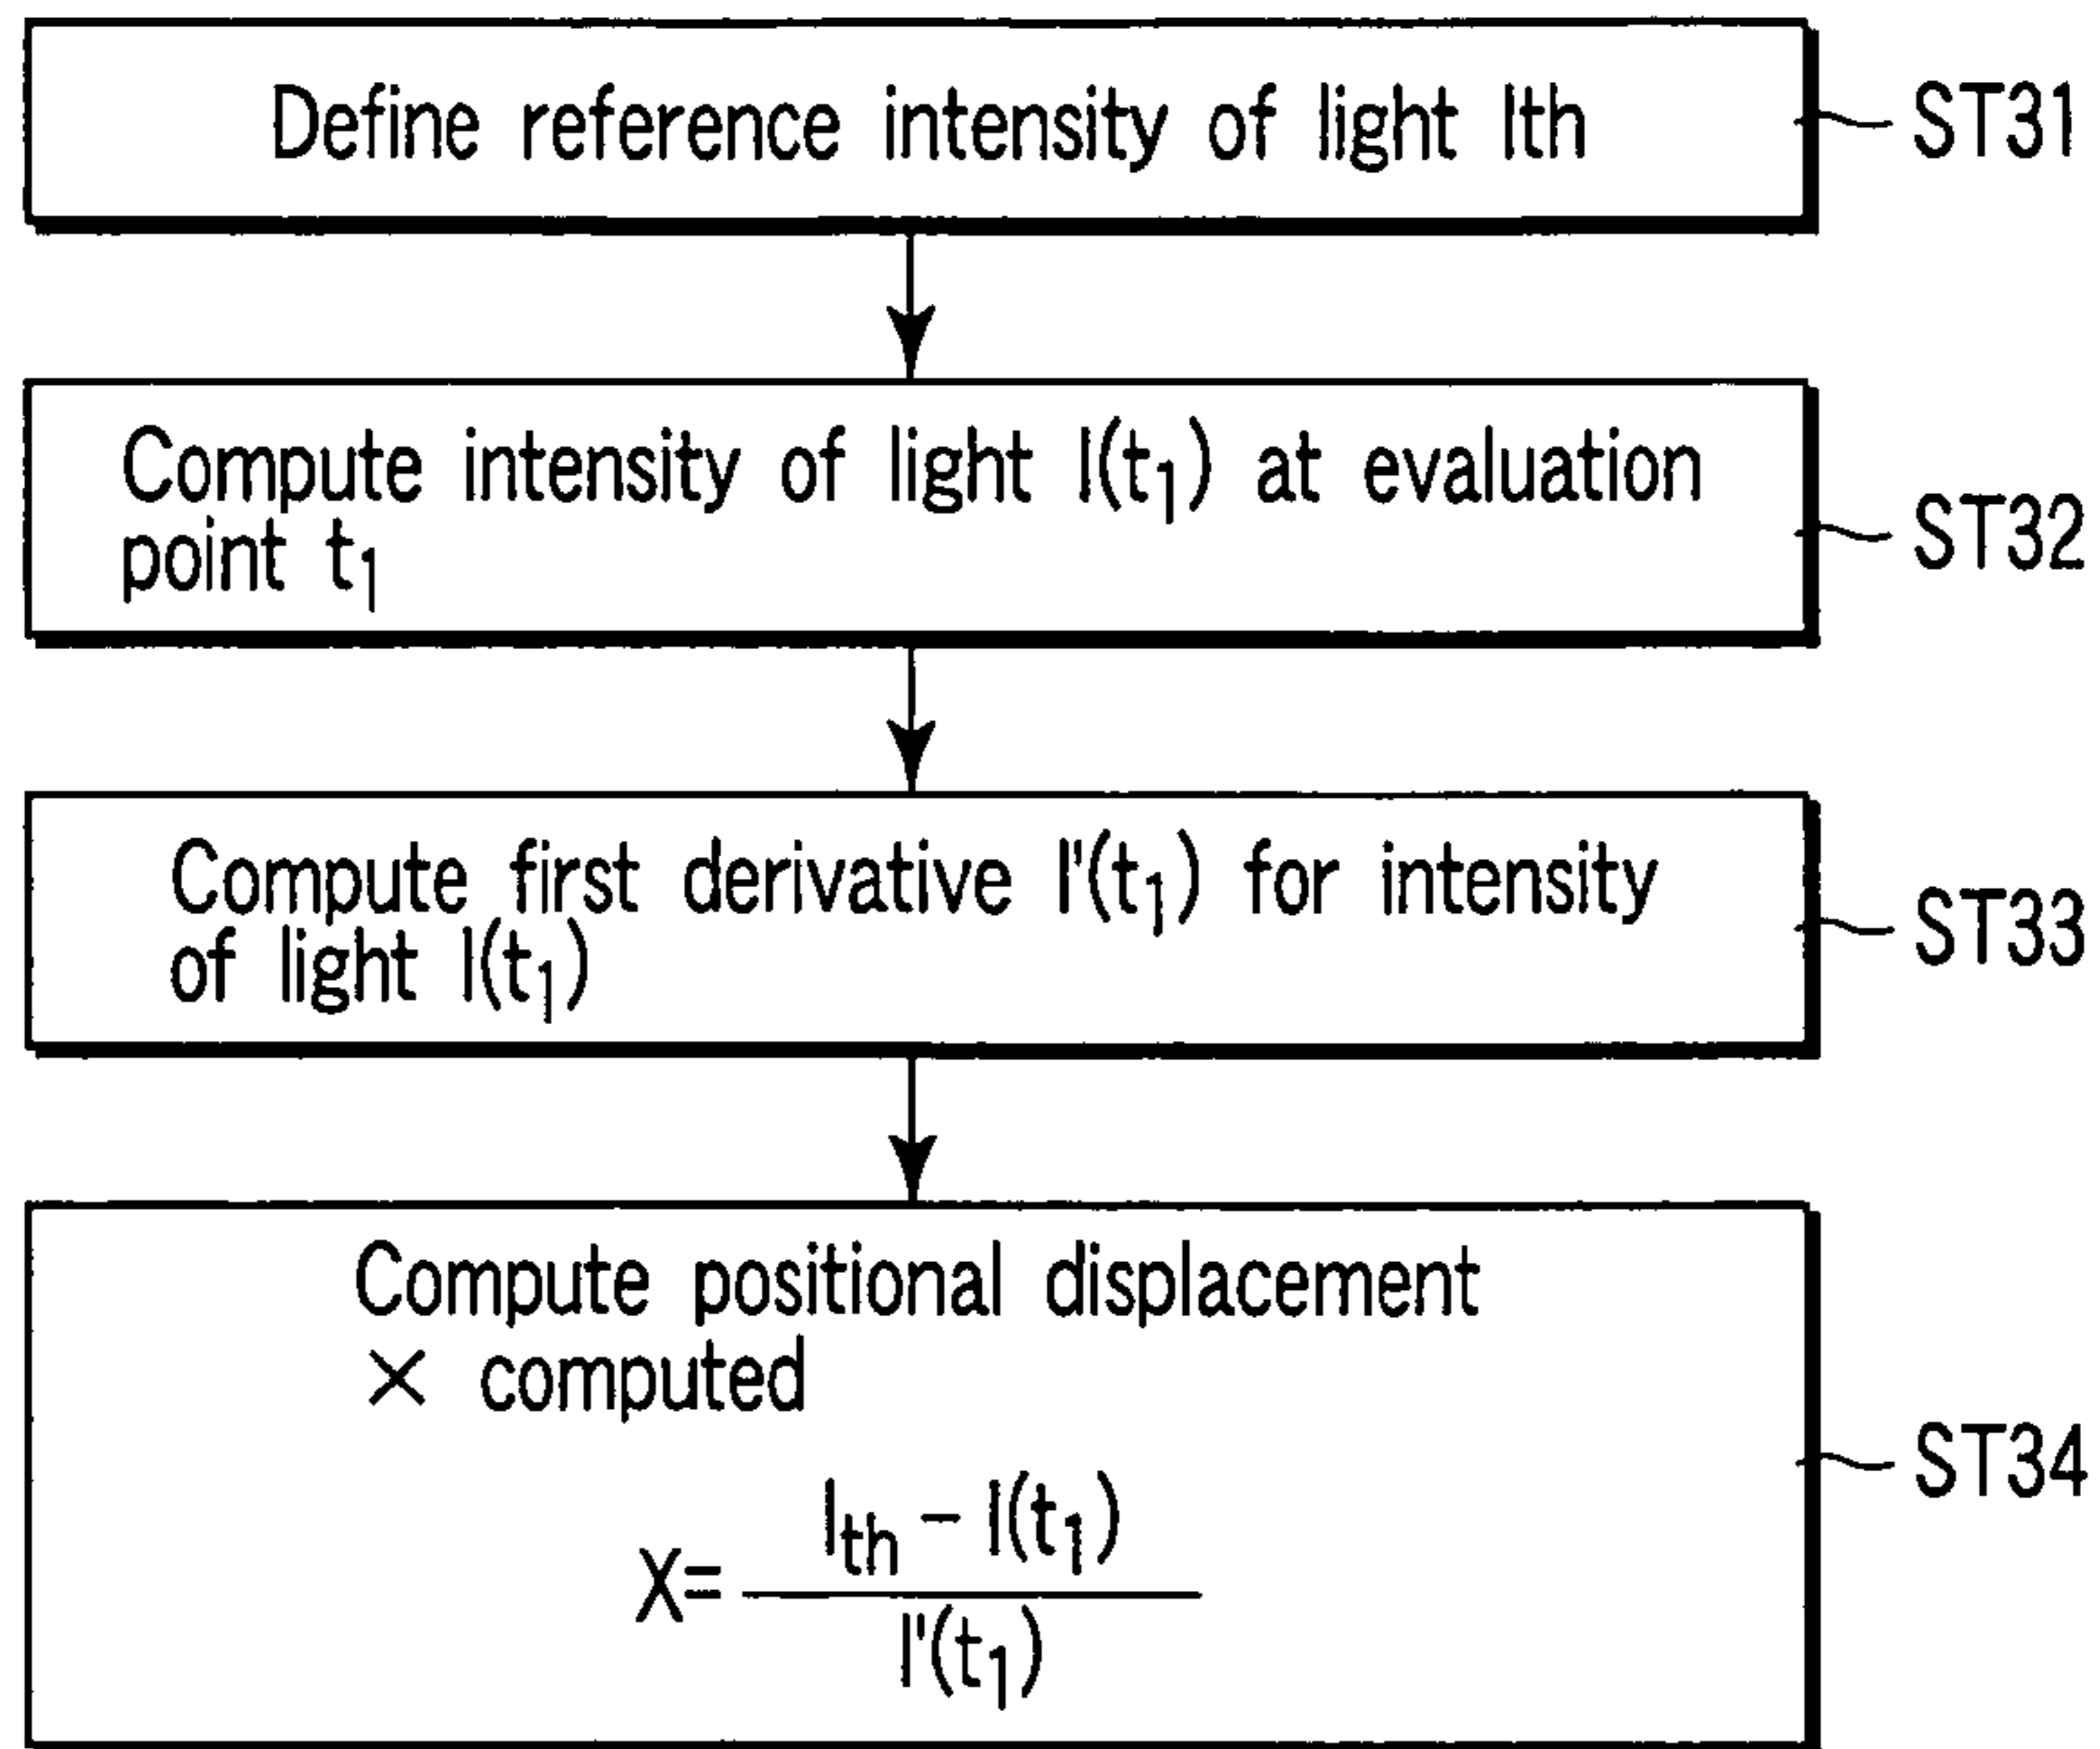 Define reference intensity of light Ith
ST31
Compute intensity of light I(t₁) at evaluation
point t₁
ST32
Compute first derivative I'(t₁) for intensity
of light I(t₁)
ST33
Compute positional displacement
× computed
X= (I_th − I(t₁)) / I'(t₁)
ST34